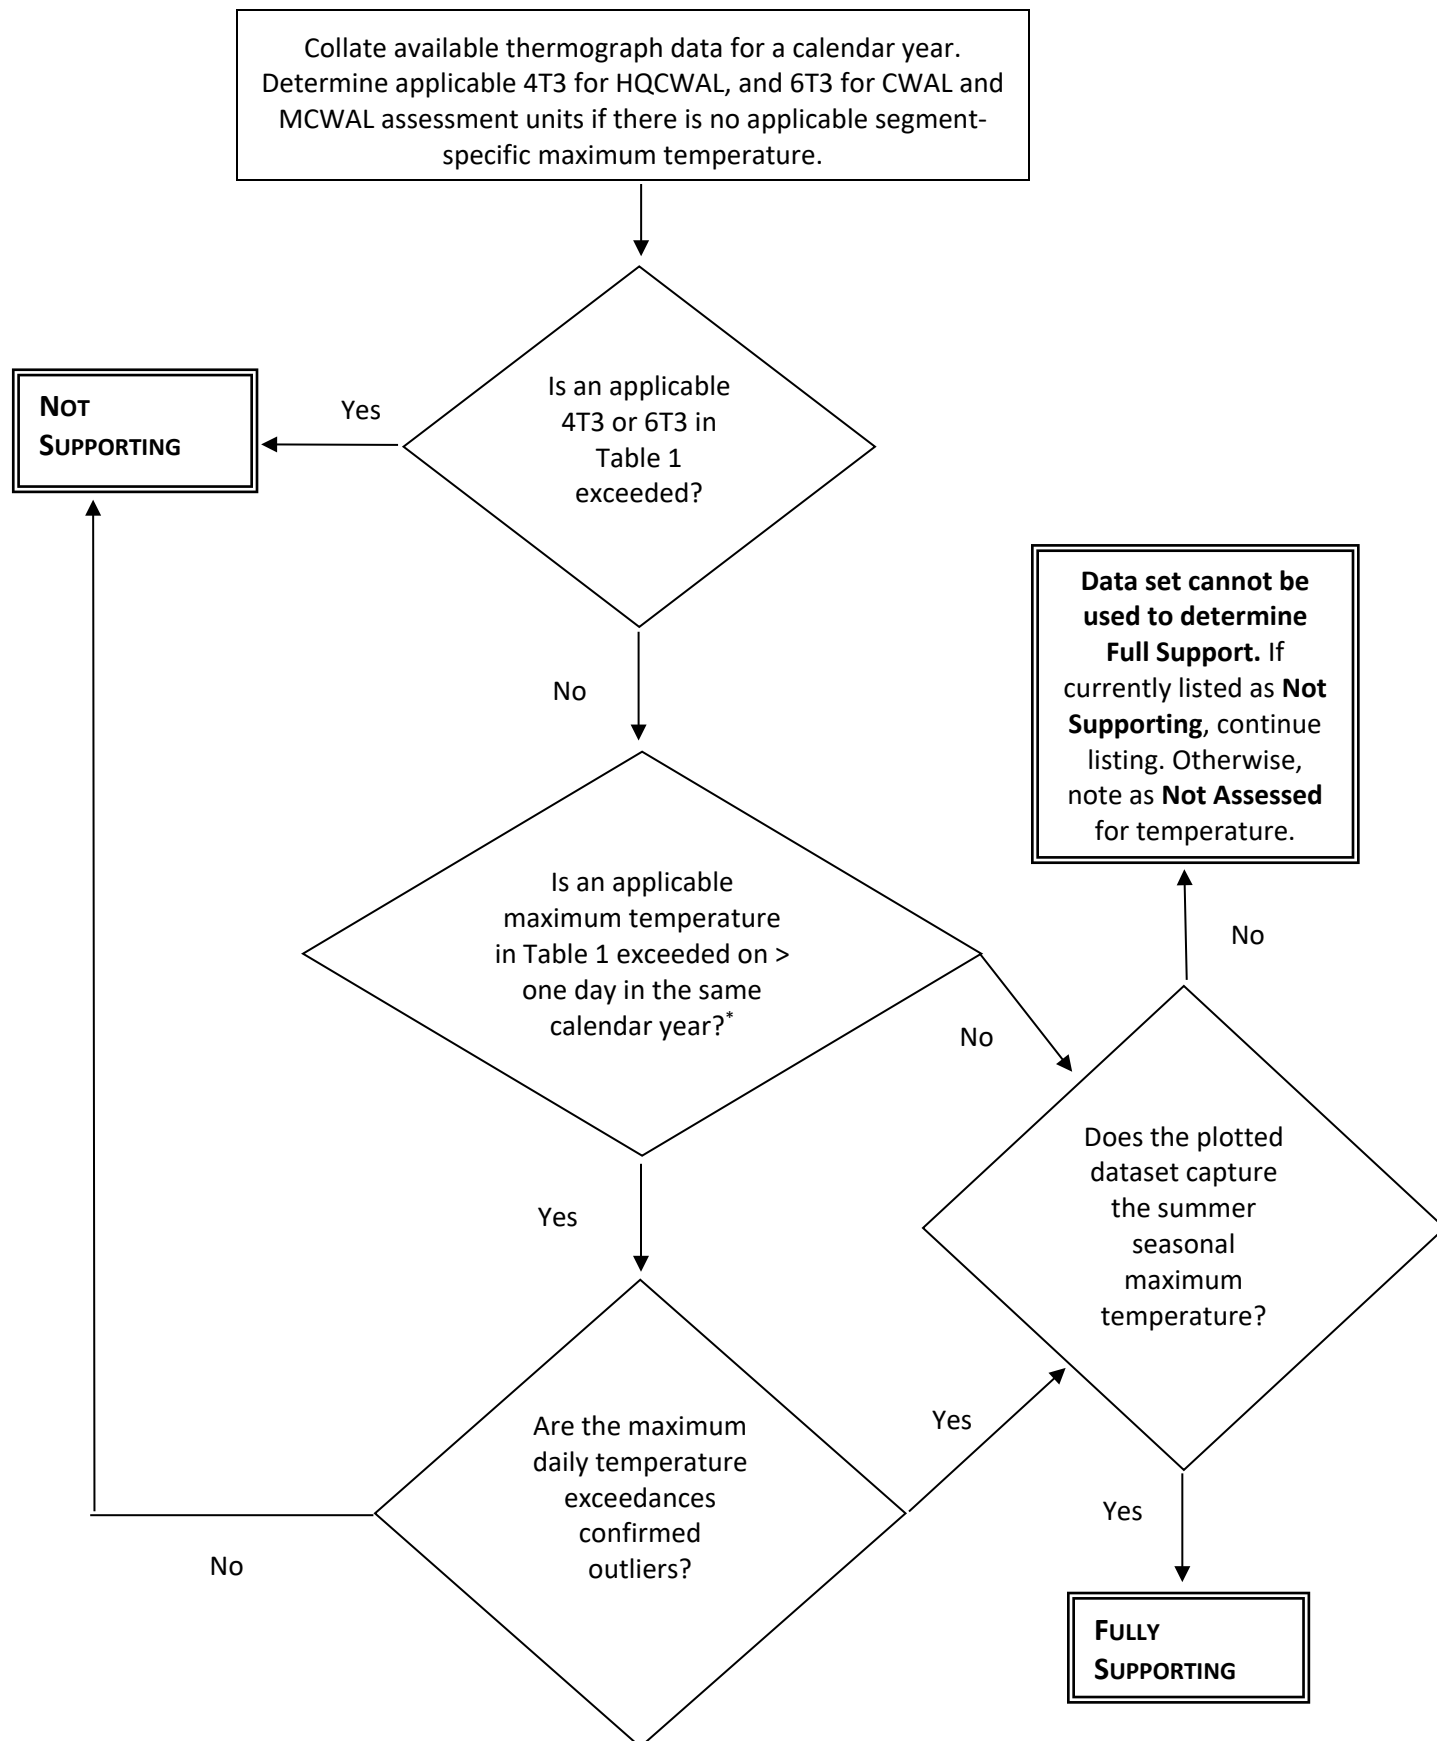 Collate available thermograph data for a calendar year.
Determine applicable 4T3 for HQCWAL, and 6T3 for CWAL and
MCWAL assessment units if there is no applicable segment-
specific maximum temperature.
Is an applicable
4T3 or 6T3 in
Table 1
exceeded?
Yes
NOT
SUPPORTING
No
Data set cannot be
used to determine
Full Support. If
currently listed as Not
Supporting, continue
listing. Otherwise,
note as Not Assessed
for temperature.
Is an applicable
maximum temperature
in Table 1 exceeded on >
one day in the same
calendar year?*
No
No
Yes
Does the plotted
dataset capture
the summer
seasonal
maximum
temperature?
Are the maximum
daily temperature
exceedances
confirmed
outliers?
Yes
No
Yes
FULLY
SUPPORTING